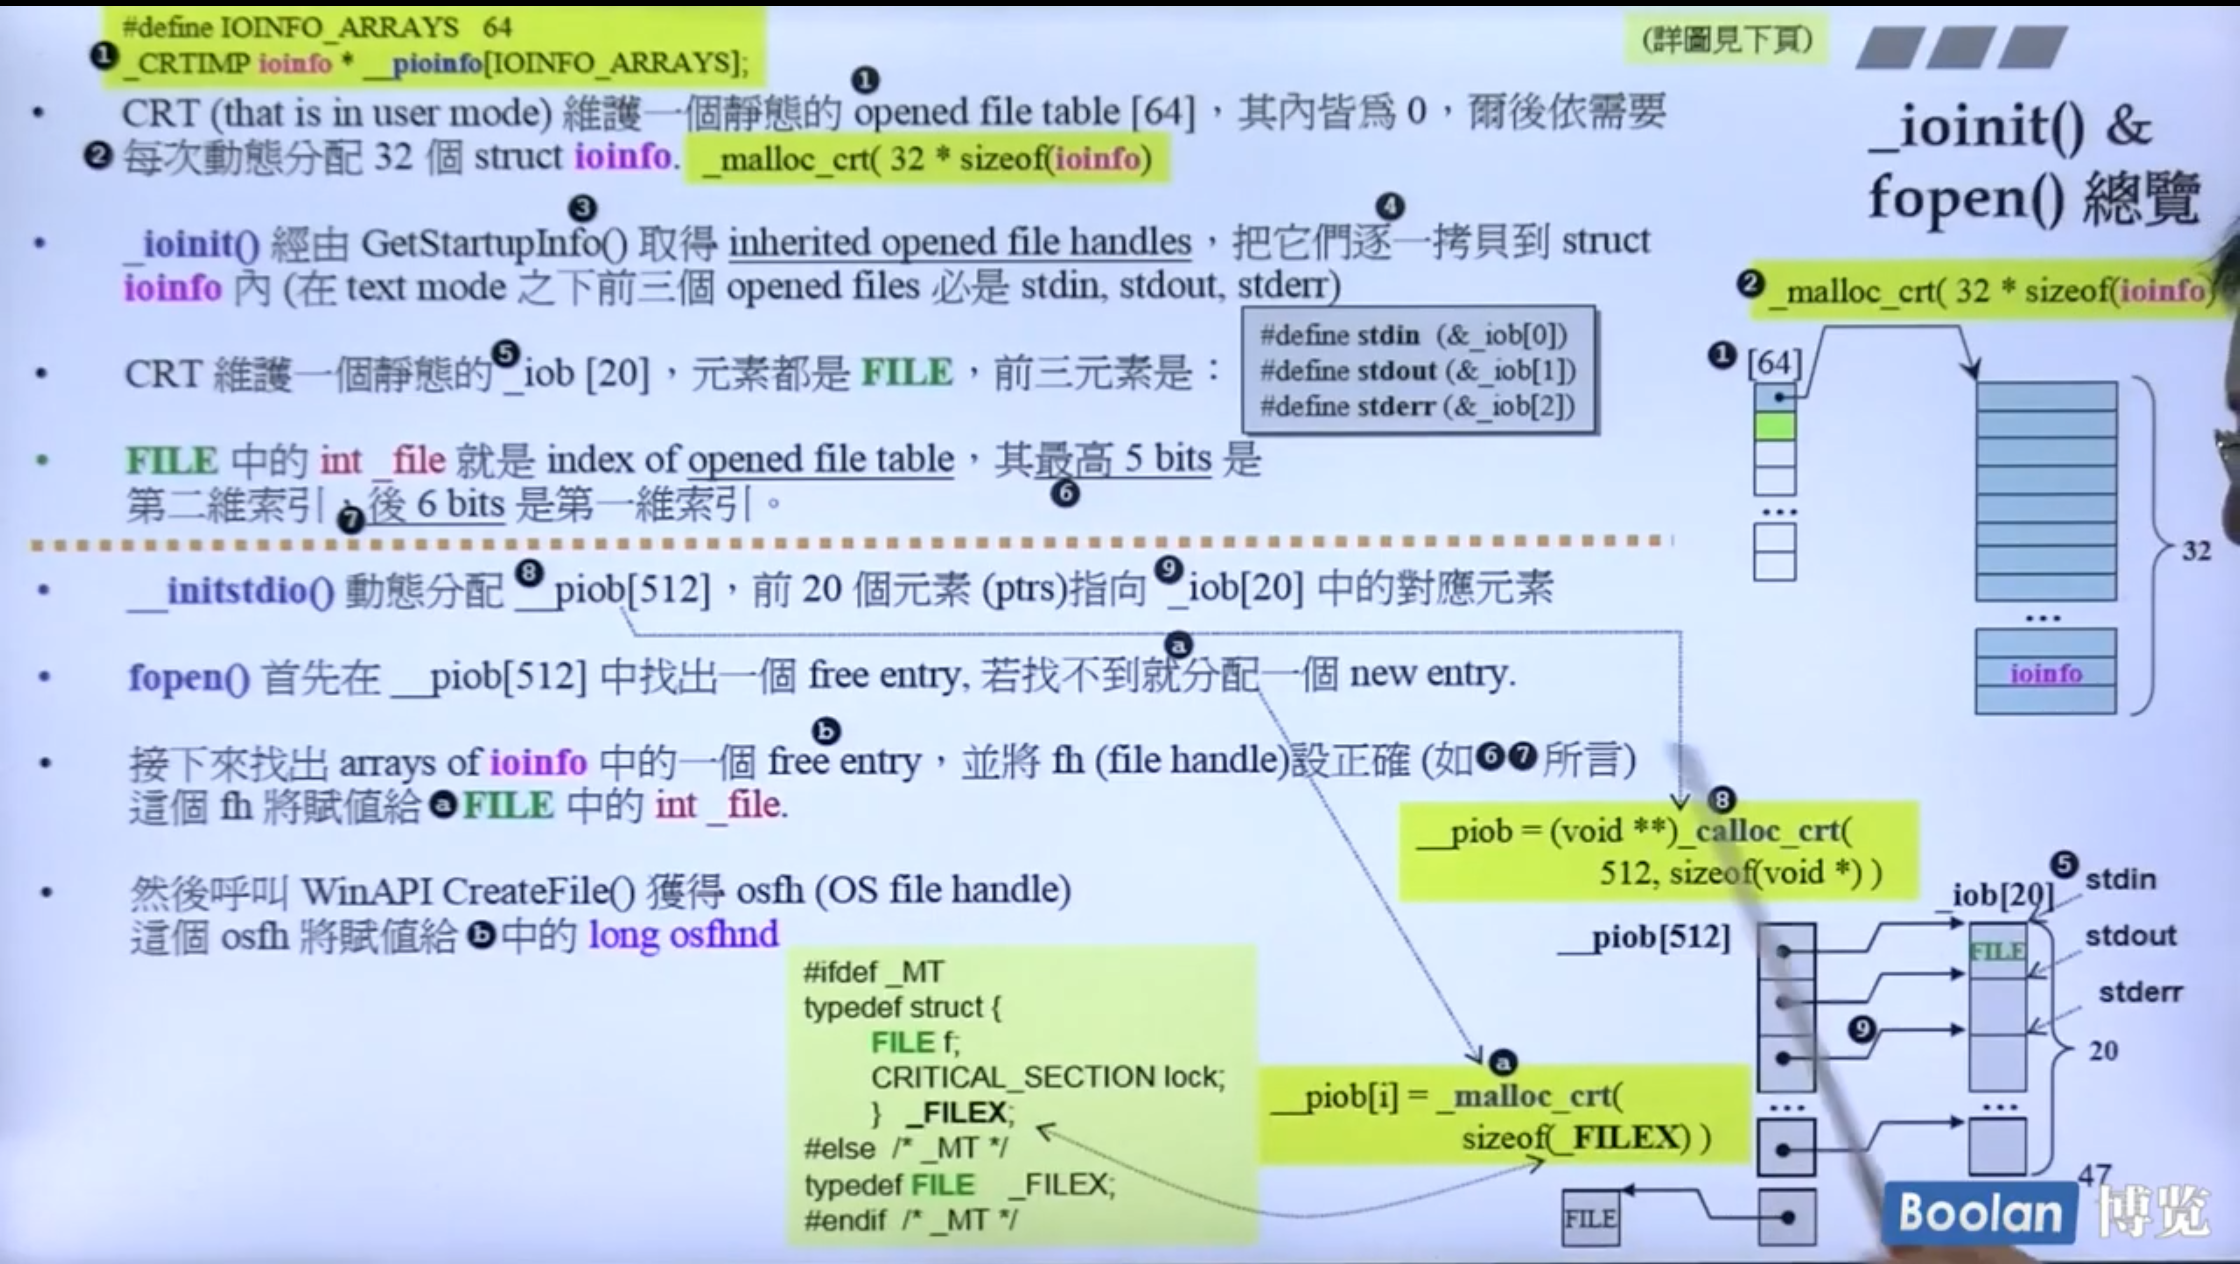 #define IOINFO_ARRAYS 64
❶ _CRTIMP ioinfo * __pioinfo[IOINFO_ARRAYS];
(詳圖見下頁)
_ioinit() &
fopen() 總覽
❶
• CRT (that is in user mode) 維護一個靜態的 opened file table [64]，其內皆為 0，爾後依需要
❷ 每次動態分配 32 個 struct ioinfo. _malloc_crt( 32 * sizeof(ioinfo)
❸ ❹
• _ioinit() 經由 GetStartupInfo() 取得 inherited opened file handles，把它們逐一拷貝到 struct
ioinfo 內 (在 text mode 之下前三個 opened files 必是 stdin, stdout, stderr)
• CRT 維護一個靜態的❺_iob [20]，元素都是 FILE，前三元素是：
#define stdin (&_iob[0])
#define stdout (&_iob[1])
#define stderr (&_iob[2])
• FILE 中的 int _file 就是 index of opened file table，其最高 5 bits 是
❻
第二維索引，❼後 6 bits 是第一維索引。
• __initstdio() 動態分配 ❽__piob[512]，前 20 個元素 (ptrs)指向 ❾_iob[20] 中的對應元素
ⓐ
• fopen() 首先在 __piob[512] 中找出一個 free entry, 若找不到就分配一個 new entry.
ⓑ
• 接下來找出 arrays of ioinfo 中的一個 free entry，並將 fh (file handle)設正確 (如❻❼所言)
這個 fh 將賦值給ⓐFILE 中的 int _file.
• 然後呼叫 WinAPI CreateFile() 獲得 osfh (OS file handle)
這個 osfh 將賦值給ⓑ中的 long osfhnd
#ifdef _MT
typedef struct {
FILE f;
CRITICAL_SECTION lock;
} _FILEX;
#else /* _MT */
typedef FILE _FILEX;
#endif /* _MT */
❷ _malloc_crt( 32 * sizeof(ioinfo)
❶ [64]
...
32
...
ioinfo
❽
__piob = (void **)_calloc_crt(
512, sizeof(void *) )
ⓐ
__piob[i] = _malloc_crt(
sizeof(_FILEX) )
❺ stdin
_iob[20]
__piob[512]
FILE
stdout
stderr
❾
20
...
...
FILE
47
Boolan 博览